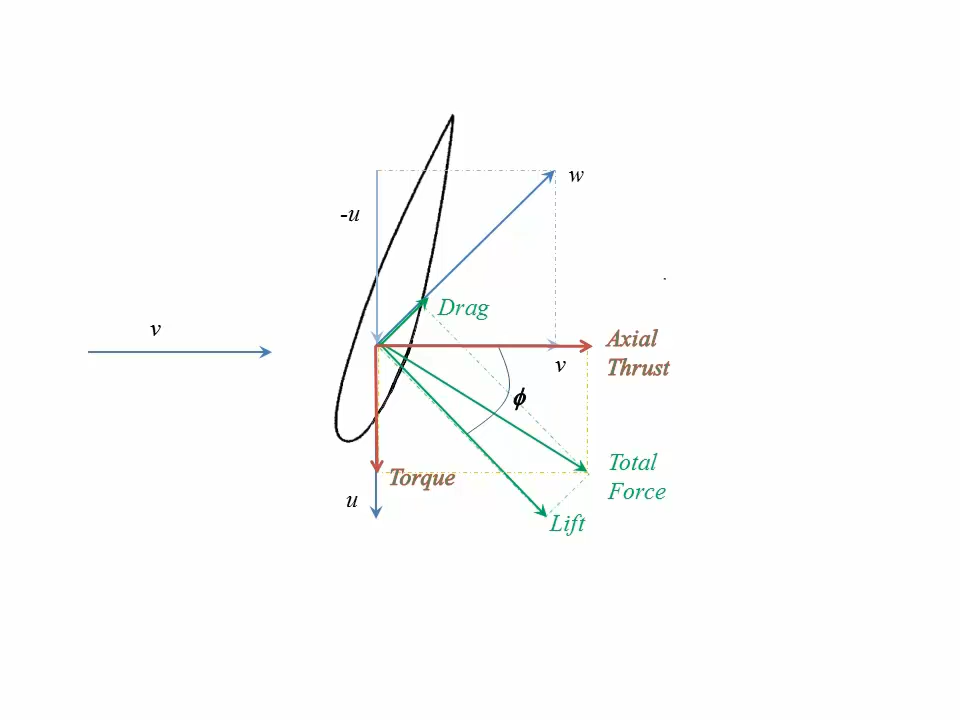 w
-u
Drag
v
Axial
Thrust
v
ϕ
Total
Torque
Force
u
Lift